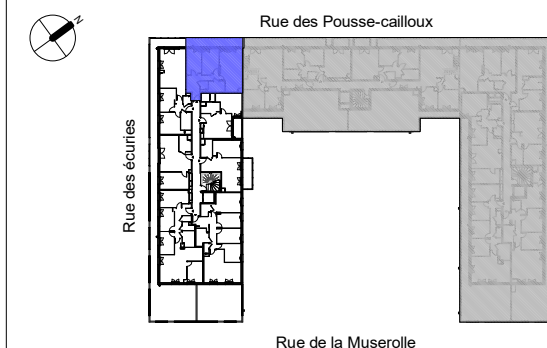 N
Rue des Pousse-cailloux
Rue des écuries
Rue de la Muserolle